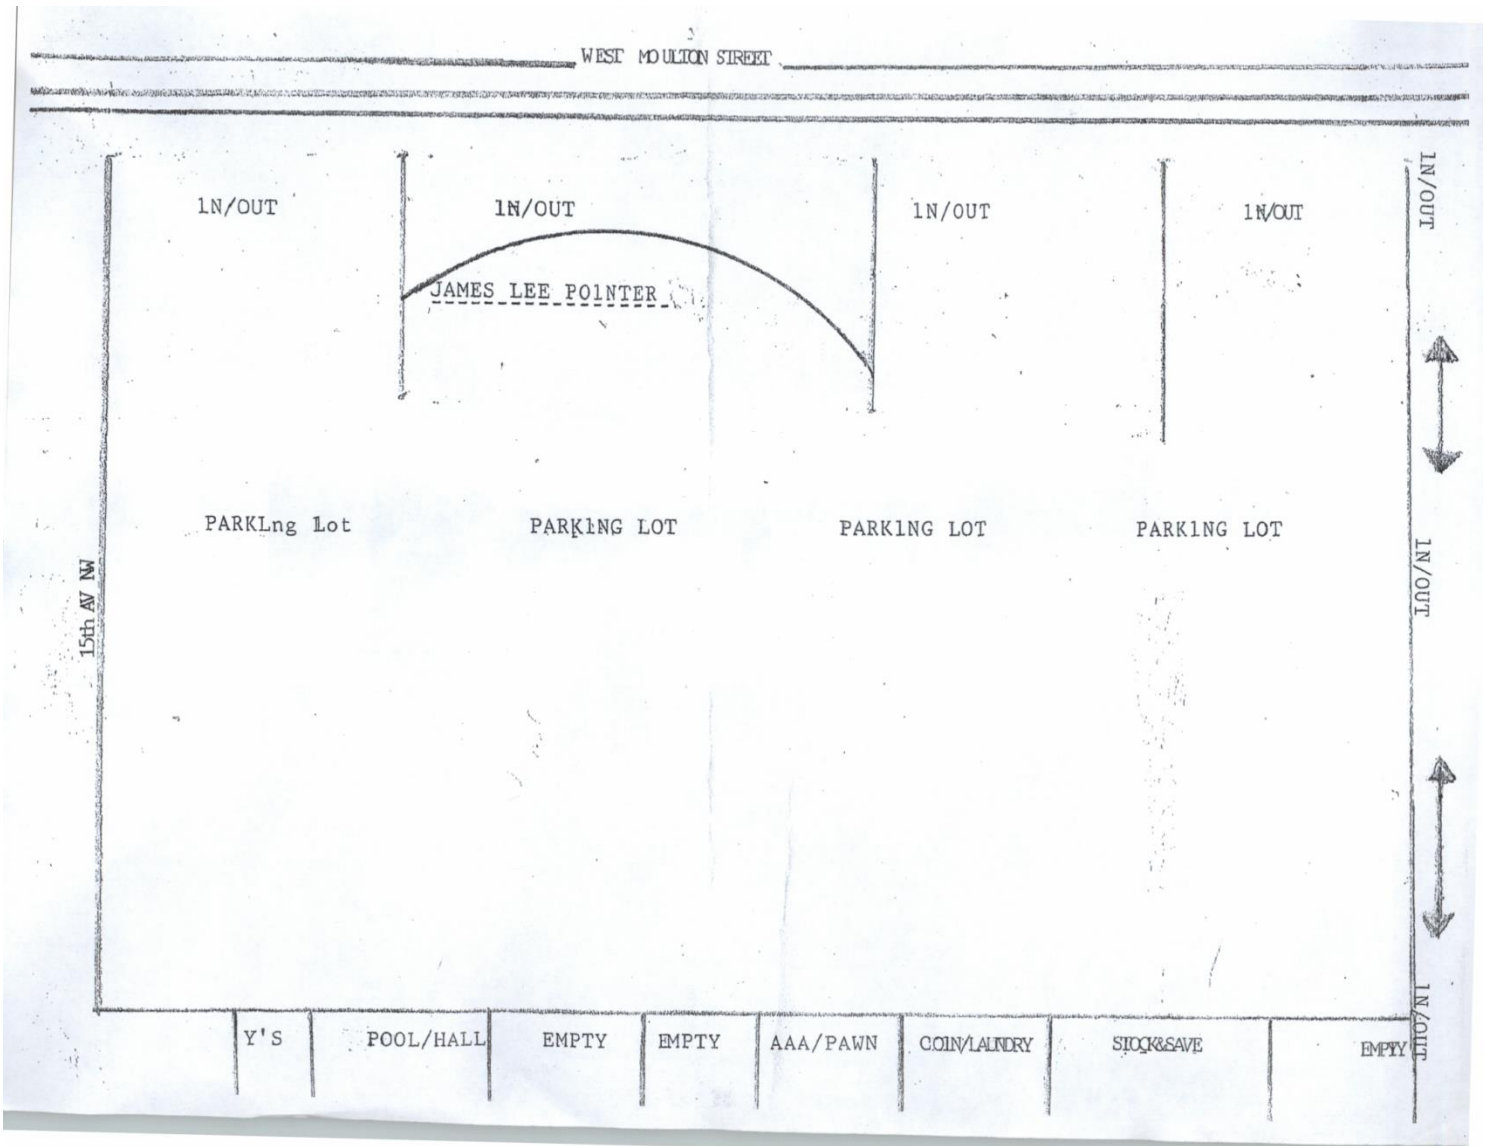 WEST MOULTON STREET
1N/OUT 1N/OUT 1N/OUT 1N/OUT
1N/OUT
JAMES LEE PO1NTER
PARKLng Lot PARK1NG LOT PARK1NG LOT PARK1NG LOT
1N/OUT
15th AV NW
1N/OUT
Y'S POOL/HALL EMPTY EMPTY AAA/PAWN CO1N/LAUNDRY STOCK&SAVE EMPTY